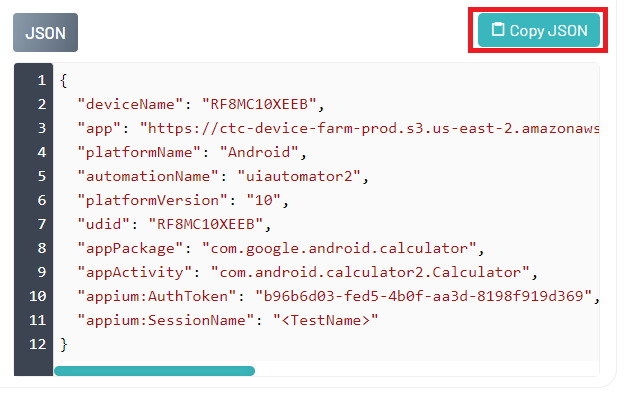 JSON
Copy JSON
1 {
2 "deviceName": "RF8MC10XEEB",
3 "app": "https://ctc-device-farm-prod.s3.us-east-2.amazonaws
4 "platformName": "Android",
5 "automationName": "uiautomator2",
6 "platformVersion": "10",
7 "udid": "RF8MC10XEEB",
8 "appPackage": "com.google.android.calculator",
9 "appActivity": "com.android.calculator2.Calculator",
10 "appium:AuthToken": "b96b6d03-fed5-4b0f-aa3d-8198f919d369",
11 "appium:SessionName": "<TestName>"
12 }